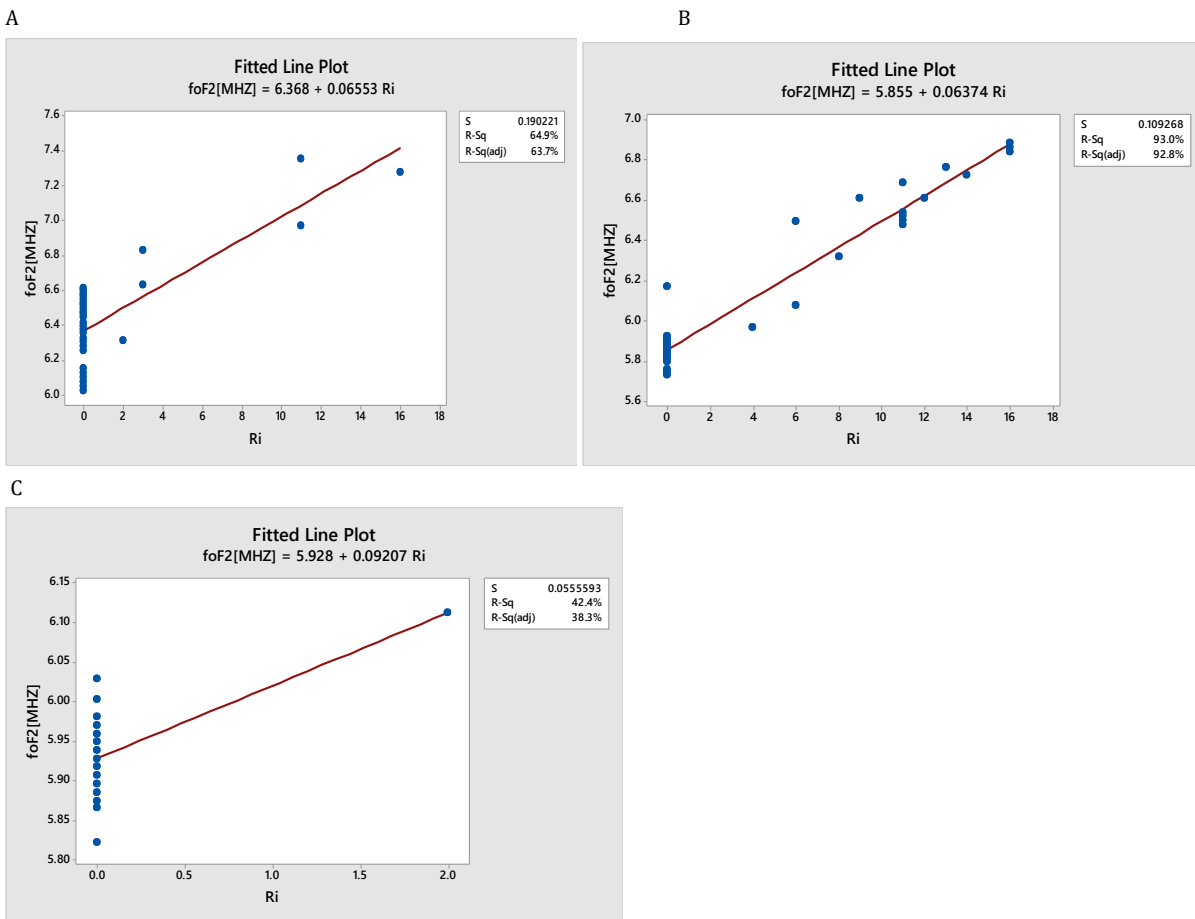 A
Fitted Line Plot
foF2[MHZ] = 6.368 + 0.06553 Ri
S 0.190221
R-Sq 64.9%
R-Sq(adj) 63.7%
7.6
7.4
7.2
7.0
6.8
6.6
6.4
6.2
6.0
foF2[MHZ]
0 2 4 6 8 10 12 14 16 18
Ri
B
Fitted Line Plot
foF2[MHZ] = 5.855 + 0.06374 Ri
S 0.109268
R-Sq 93.0%
R-Sq(adj) 92.8%
7.0
6.8
6.6
6.4
6.2
6.0
5.8
5.6
foF2[MHZ]
0 2 4 6 8 10 12 14 16 18
Ri
C
Fitted Line Plot
foF2[MHZ] = 5.928 + 0.09207 Ri
S 0.0555593
R-Sq 42.4%
R-Sq(adj) 38.3%
6.15
6.10
6.05
6.00
5.95
5.90
5.85
5.80
foF2[MHZ]
0.0 0.5 1.0 1.5 2.0
Ri